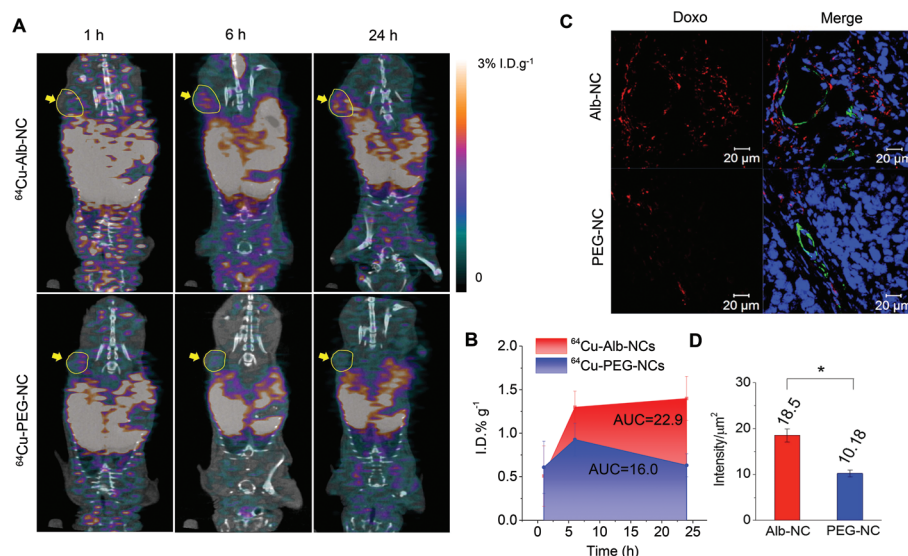 A
1 h
6 h
24 h
⁶⁴Cu-Alb-NC
⁶⁴Cu-PEG-NC
3% I.D.g⁻¹
0
C
Doxo
Merge
Alb-NC
PEG-NC
20 µm
20 µm
20 µm
20 µm
B
⁶⁴Cu-Alb-NCs
⁶⁴Cu-PEG-NCs
I.D.% g⁻¹
2.0
1.5
1.0
0.5
0.0
AUC=22.9
AUC=16.0
0
5
10
15
20
25
Time (h)
D
*
Intensity/µm²
30
20
10
0
18.5
10.18
Alb-NC
PEG-NC